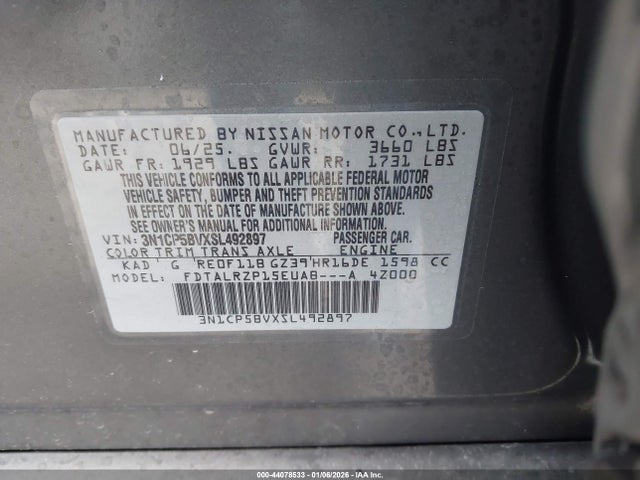 MANUFACTURED BY NISSAN MOTOR CO.,LTD.
DATE: 06/25. GVWR: 3660 LBS
GAWR FR: 1929 LBS GAWR RR: 1731 LBS
THIS VEHICLE CONFORMS TO ALL APPLICABLE FEDERAL MOTOR
VEHICLE SAFETY, BUMPER AND THEFT PREVENTION STANDARDS
IN EFFECT ON THE DATE OF MANUFACTURE SHOWN ABOVE.
SEE OWNER'S MANUAL FOR ADDITIONAL INFORMATION.
VIN: 3N1CP5BVXSL492897 PASSENGER CAR.
COLOR TRIM TRANS AXLE ENGINE
KAD G RE0F11B GZ39 HR16DE 1598 CC
MODEL: FDTALRZP15EUAB---A 4Z000
3N1CP5BVXSL492897
000-44078533 - 01/06/2026 - IAA Inc.